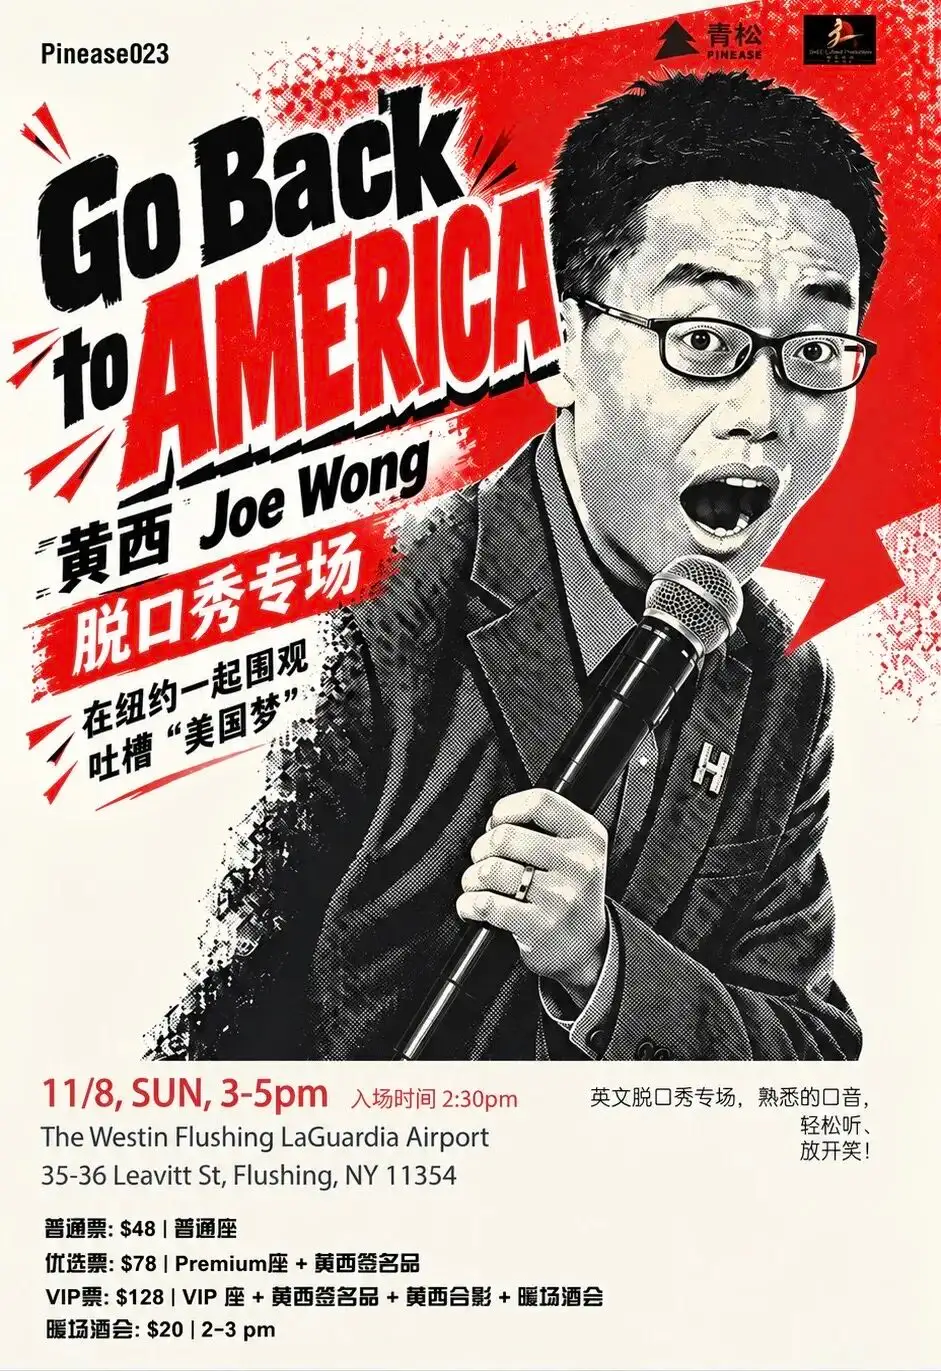 Pinease023
青松
PINEASE
Go Back
to AMERICA
黄西 Joe Wong
脱口秀专场
在纽约一起围观
吐槽“美国梦”
11/8, SUN, 3-5pm 入场时间 2:30pm
The Westin Flushing LaGuardia Airport
35-36 Leavitt St, Flushing, NY 11354
英文脱口秀专场，熟悉的口音，
轻松听、
放开笑！
普通票: $48 | 普通座
优选票: $78 | Premium座 + 黄西签名品
VIP票: $128 | VIP 座 + 黄西签名品 + 黄西合影 + 暖场酒会
暖场酒会: $20 | 2-3 pm